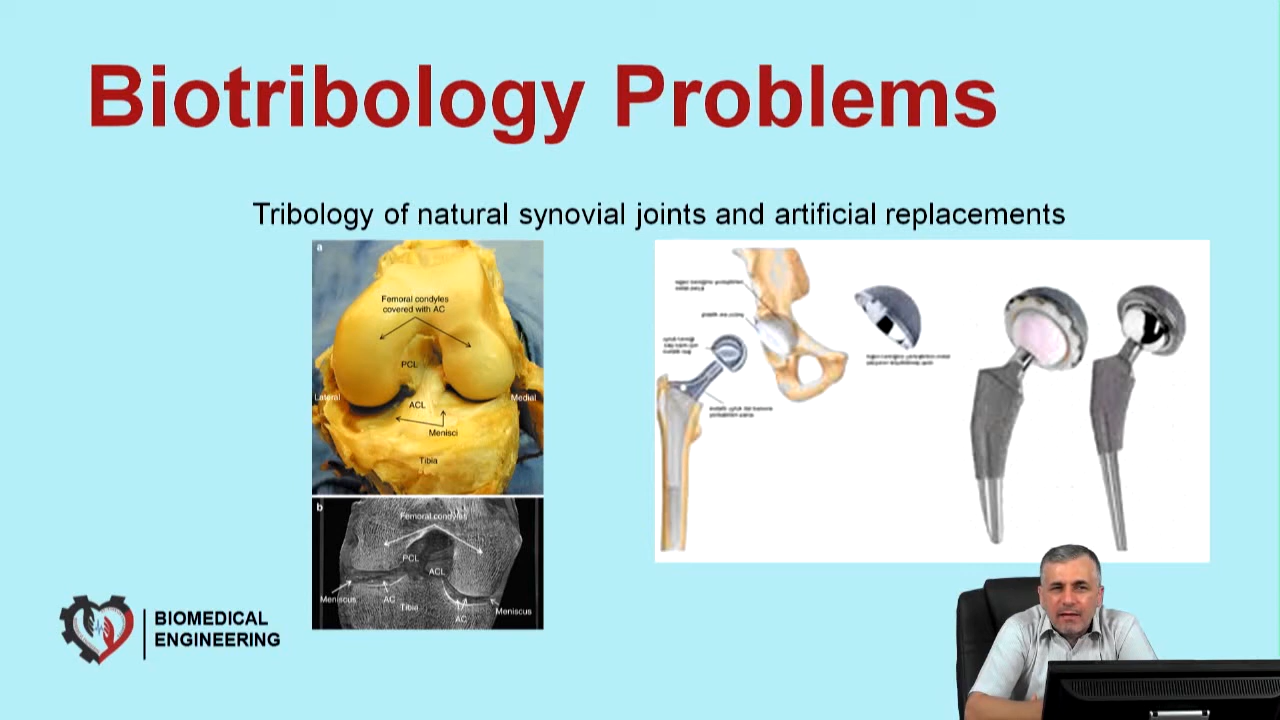 Biotribology Problems
Tribology of natural synovial joints and artificial replacements
a
Femoral condyles
covered with AC
PCL
Lateral
Medial
ACL
Menisci
Tibia
b
Femoral condyles
PCL
ACL
Meniscus
AC
Tibia
AC
Meniscus
BIOMEDICAL
ENGINEERING